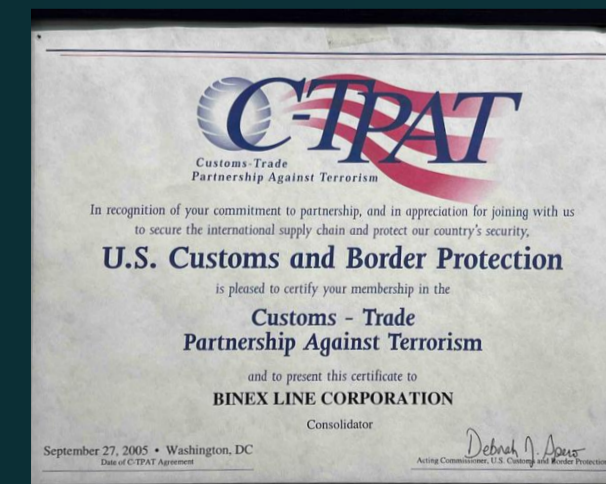 C-TPAT
Customs-Trade
Partnership Against Terrorism
In recognition of your commitment to partnership, and in appreciation for joining with us
to secure the international supply chain and protect our country's security,
U.S. Customs and Border Protection
is pleased to certify your membership in the
Customs - Trade
Partnership Against Terrorism
and to present this certificate to
BINEX LINE CORPORATION
Consolidator
September 27, 2005 • Washington, DC
Date of C-TPAT Agreement
Deborah J. Spero
Acting Commissioner, U.S. Customs and Border Protection